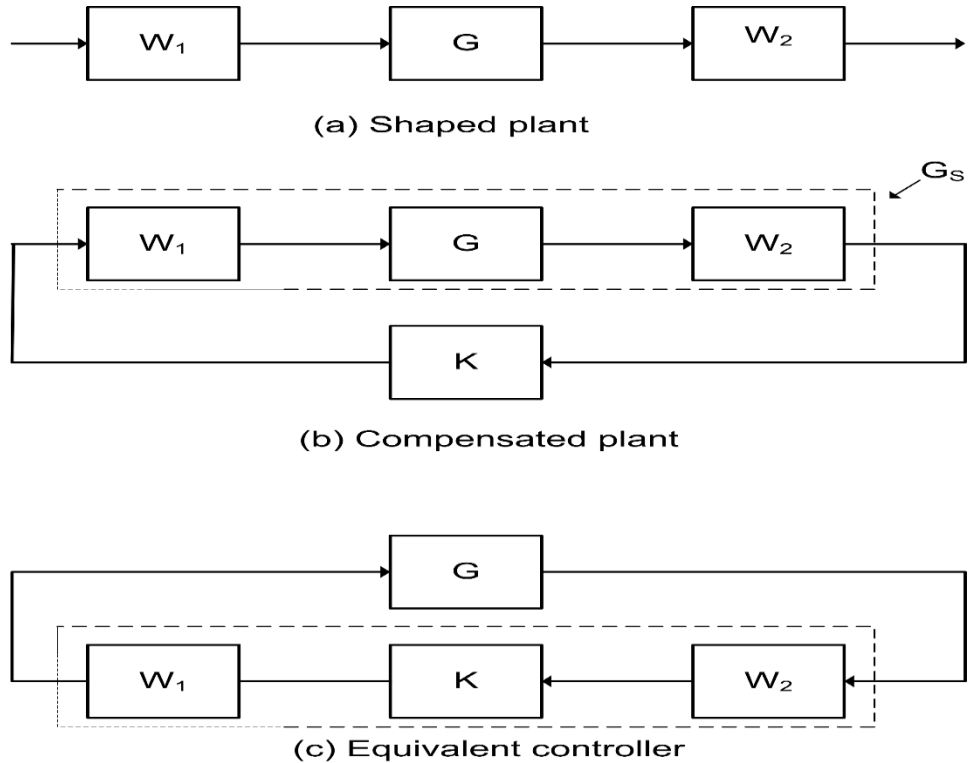 W₁ G W₂
(a) Shaped plant
G_S
W₁ G W₂
K
(b) Compensated plant
G
W₁ K W₂
(c) Equivalent controller